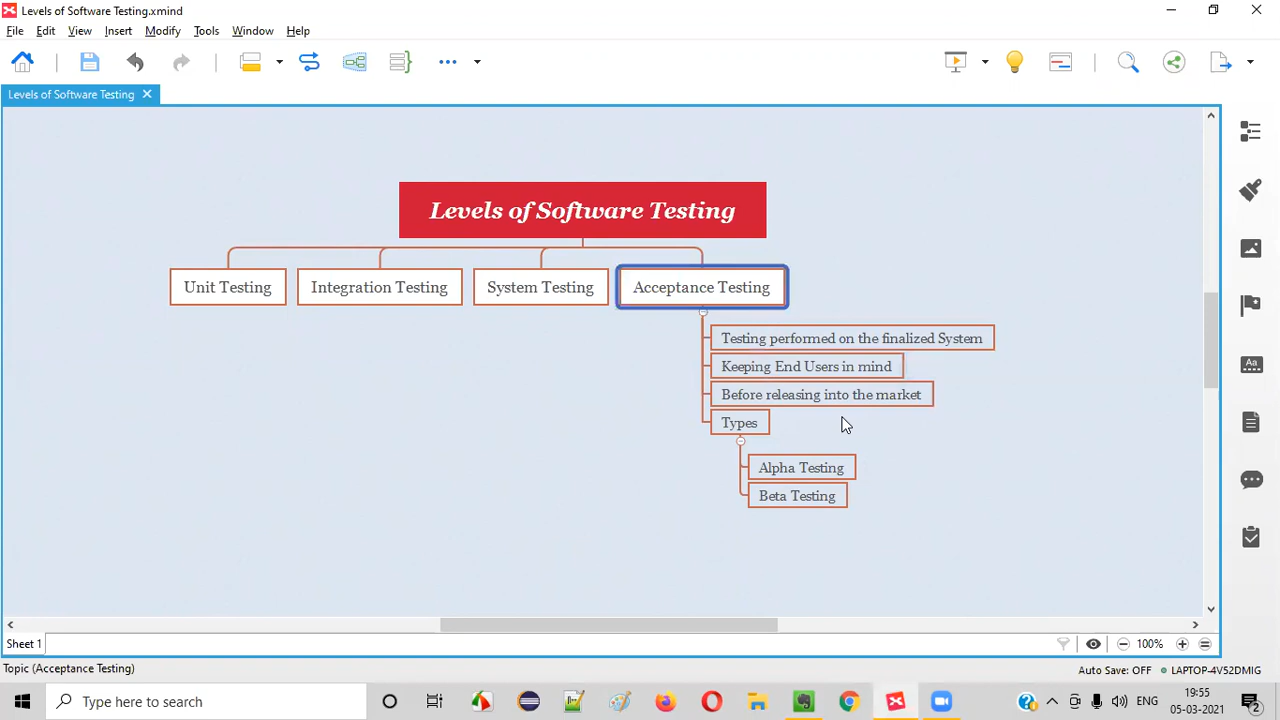 Levels of Software Testing.xmind
File Edit View Insert Modify Tools Window Help
Levels of Software Testing
Levels of Software Testing
Unit Testing Integration Testing System Testing Acceptance Testing
Testing performed on the finalized System
Keeping End Users in mind
Before releasing into the market
Types
Alpha Testing
Beta Testing
Aa
Sheet 1
100%
Topic (Acceptance Testing)
Auto Save: OFF LAPTOP-4V52DMIG
Type here to search
ENG
19:55
05-03-2021
2